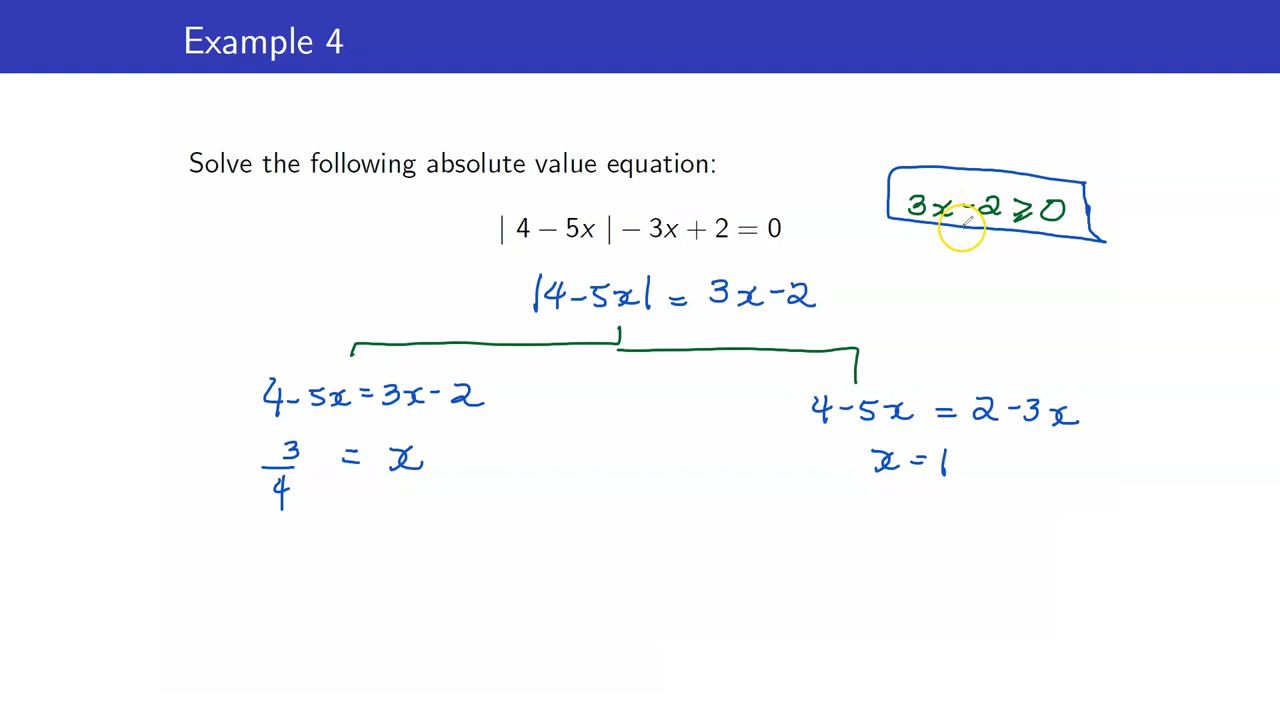 Example 4
Solve the following absolute value equation:
3x-2 ⩾ 0
| 4 − 5x | − 3x + 2 = 0
|4-5x| = 3x-2
4-5x = 3x-2
4-5x = 2-3x
3/4 = x
x = 1